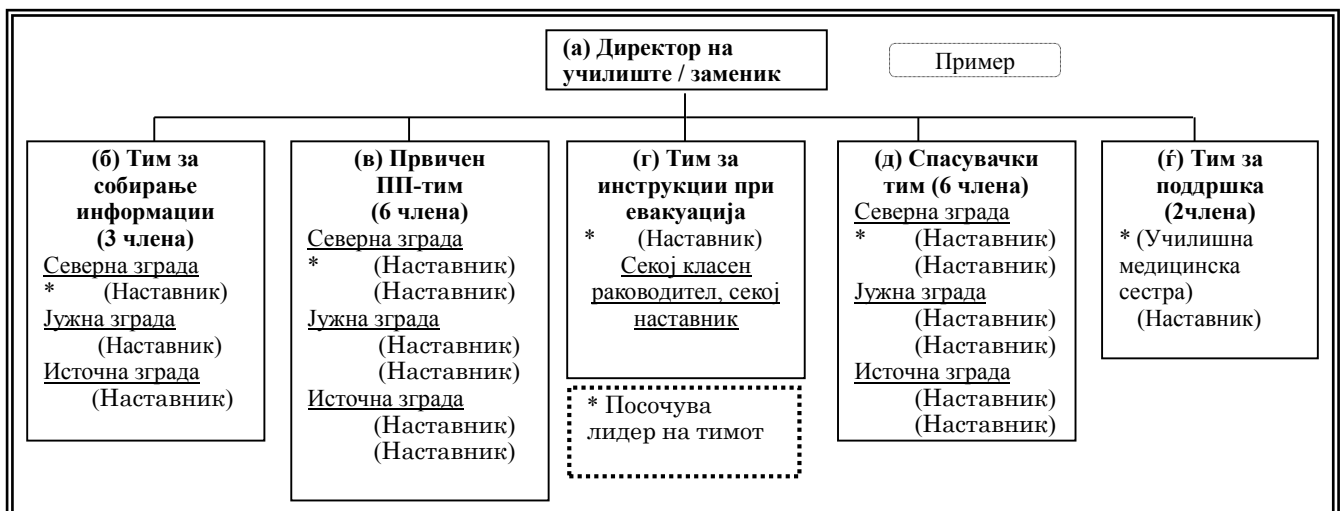 (а) Директор на
училиште / заменик
Пример
(б) Тим за
собирање
информации
(3 члена)
Северна зграда
* (Наставник)
Јужна зграда
(Наставник)
Источна зграда
(Наставник)
(в) Првичен
ПП-тим
(6 члена)
Северна зграда
* (Наставник)
(Наставник)
Јужна зграда
(Наставник)
(Наставник)
Источна зграда
(Наставник)
(Наставник)
(г) Тим за
инструкции при
евакуација
* (Наставник)
Секој класен
раководител, секој
наставник
* Посочува
лидер на тимот
(д) Спасувачки
тим (6 члена)
Северна зграда
* (Наставник)
(Наставник)
Јужна зграда
(Наставник)
(Наставник)
Источна зграда
(Наставник)
(Наставник)
(ѓ) Тим за
поддршка
(2члена)
* (Училишна
медицинска
сестра)
(Наставник)